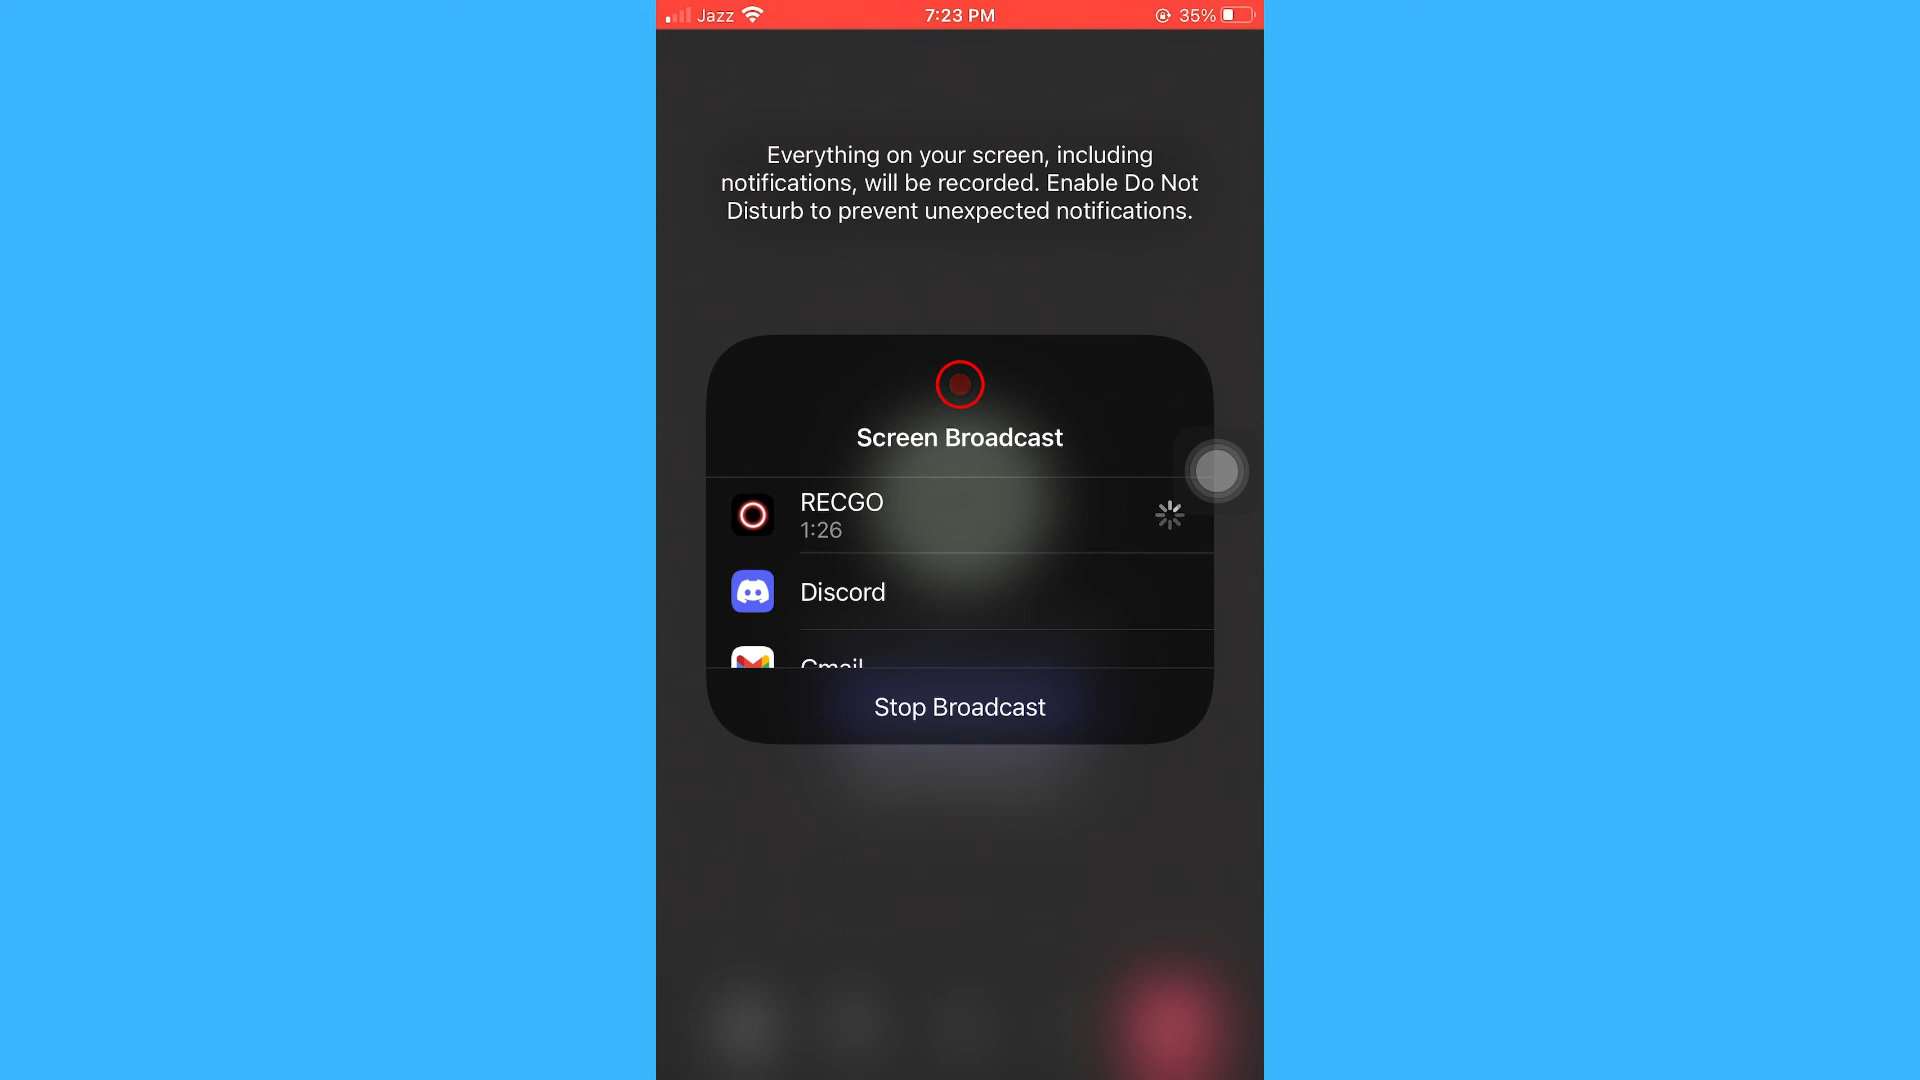 Jazz 7:23 PM 35%
Everything on your screen, including
notifications, will be recorded. Enable Do Not
Disturb to prevent unexpected notifications.
Screen Broadcast
RECGO
1:26
Discord
Gmail
Stop Broadcast